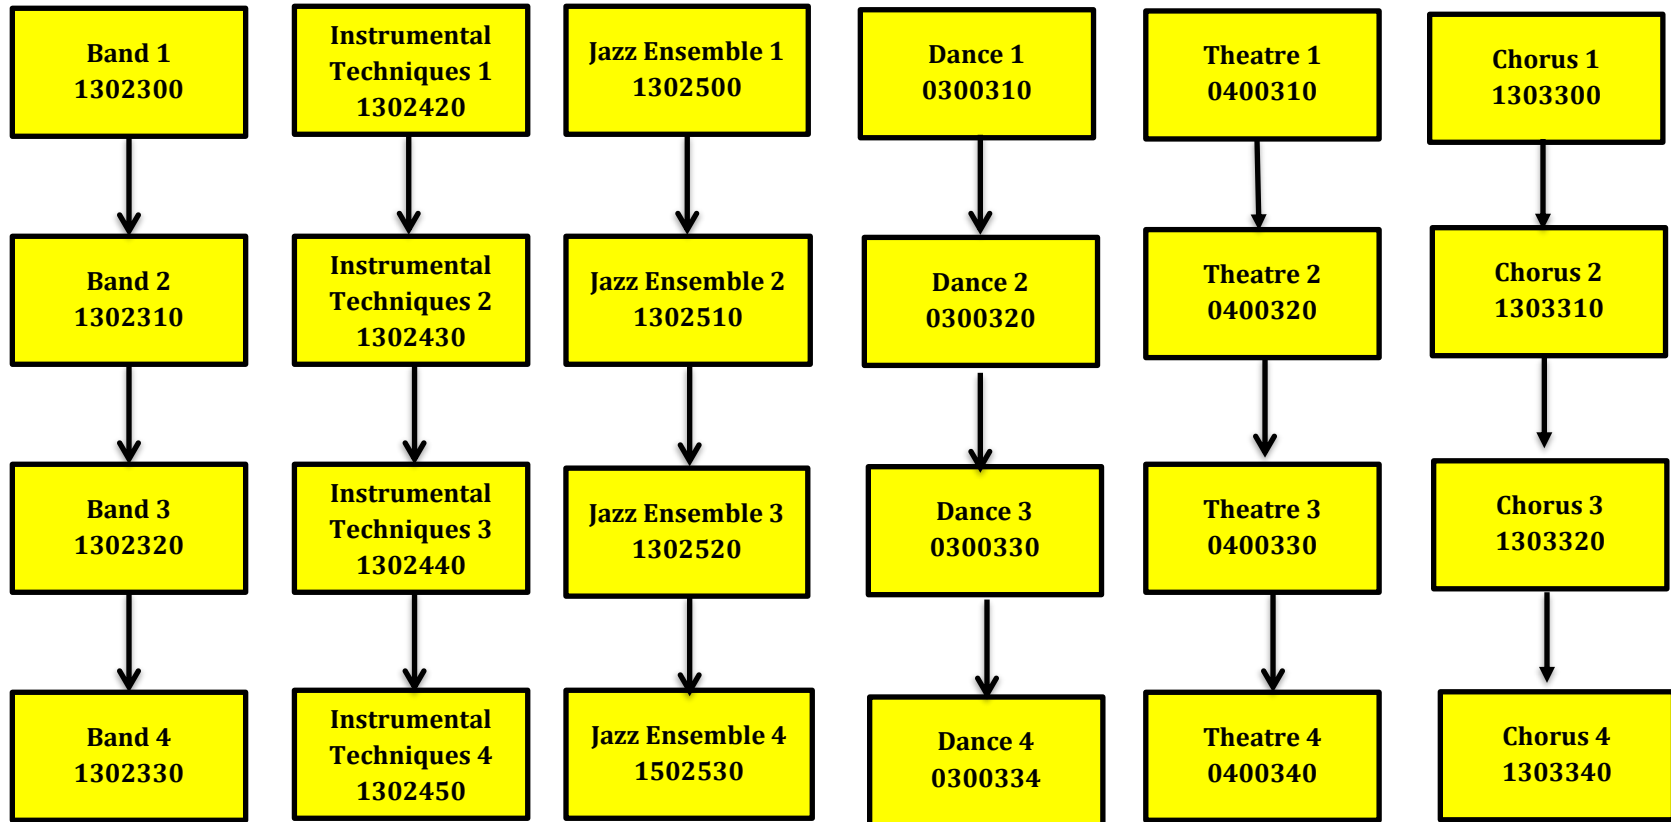 Band 1
1302300
Instrumental
Techniques 1
1302420
Jazz Ensemble 1
1302500
Dance 1
0300310
Theatre 1
0400310
Chorus 1
1303300
Band 2
1302310
Instrumental
Techniques 2
1302430
Jazz Ensemble 2
1302510
Dance 2
0300320
Theatre 2
0400320
Chorus 2
1303310
Band 3
1302320
Instrumental
Techniques 3
1302440
Jazz Ensemble 3
1302520
Dance 3
0300330
Theatre 3
0400330
Chorus 3
1303320
Band 4
1302330
Instrumental
Techniques 4
1302450
Jazz Ensemble 4
1502530
Dance 4
0300334
Theatre 4
0400340
Chorus 4
1303340